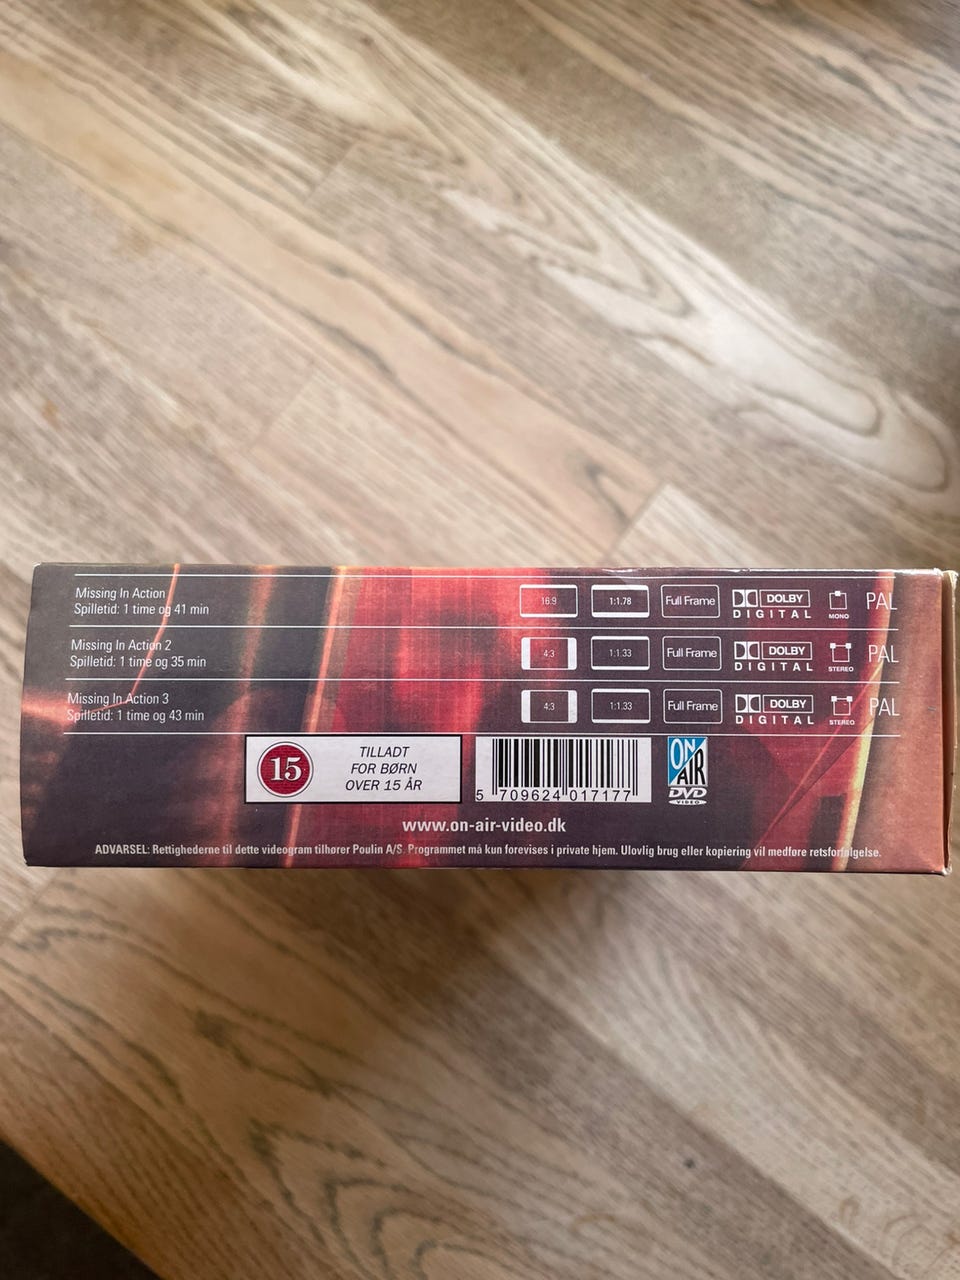 Missing In Action
Spilletid: 1 time og 41 min
16:9 1:1.78 Full Frame DOLBY DIGITAL MONO PAL
Missing In Action 2
Spilletid: 1 time og 35 min
4:3 1:1.33 Full Frame DOLBY DIGITAL STEREO PAL
Missing In Action 3
Spilletid: 1 time og 43 min
4:3 1:1.33 Full Frame DOLBY DIGITAL STEREO PAL
15
TILLADT
FOR BØRN
OVER 15 ÅR
5 709624 017177
ON
AIR
DVD
VIDEO
www.on-air-video.dk
ADVARSEL: Rettighederne til dette videogram tilhører Poulin A/S. Programmet må kun forevises i private hjem. Ulovlig brug eller kopiering vil medføre retsforfølgelse.